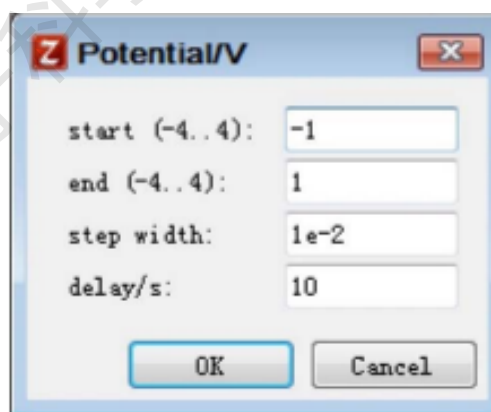 Z Potential/V
start (-4..4): -1
end (-4..4): 1
step width: 1e-2
delay/s: 10
OK Cancel